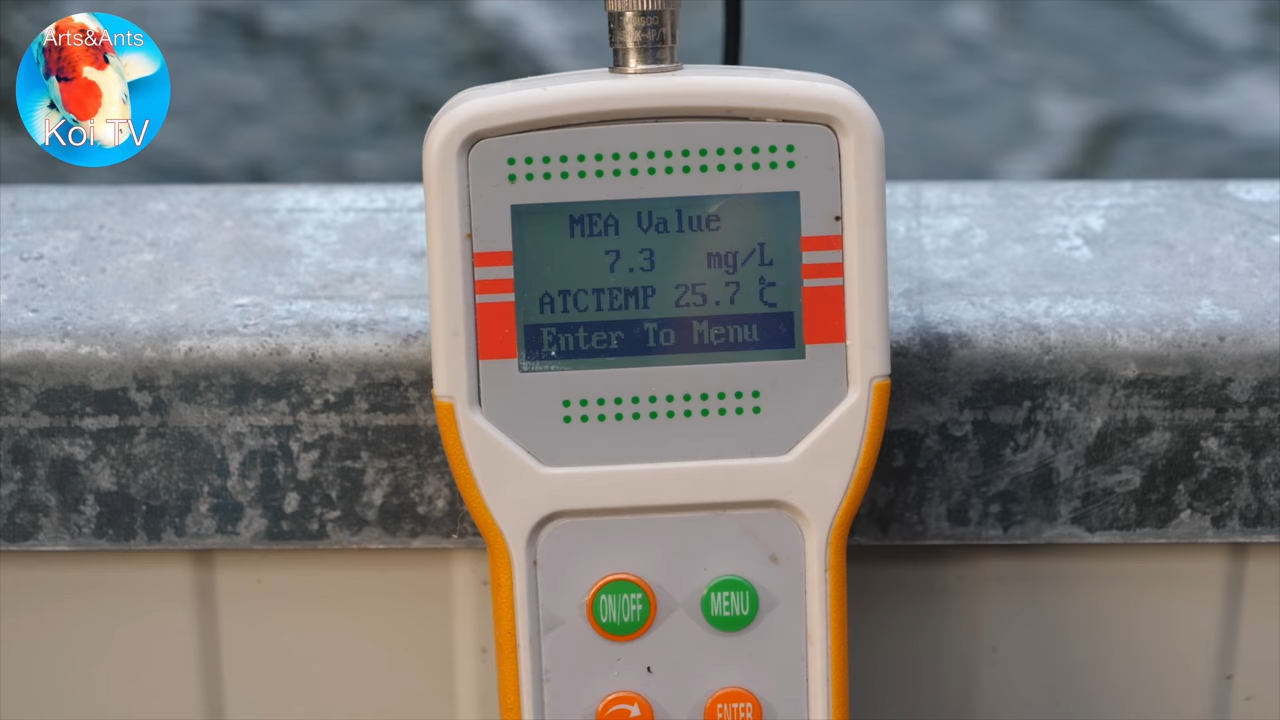 Arts&Ants
Koi TV
MEA Value
7.3 mg/L
ATCTEMP 25.7 ℃
Enter To Menu
ON/OFF
MENU
ENTER